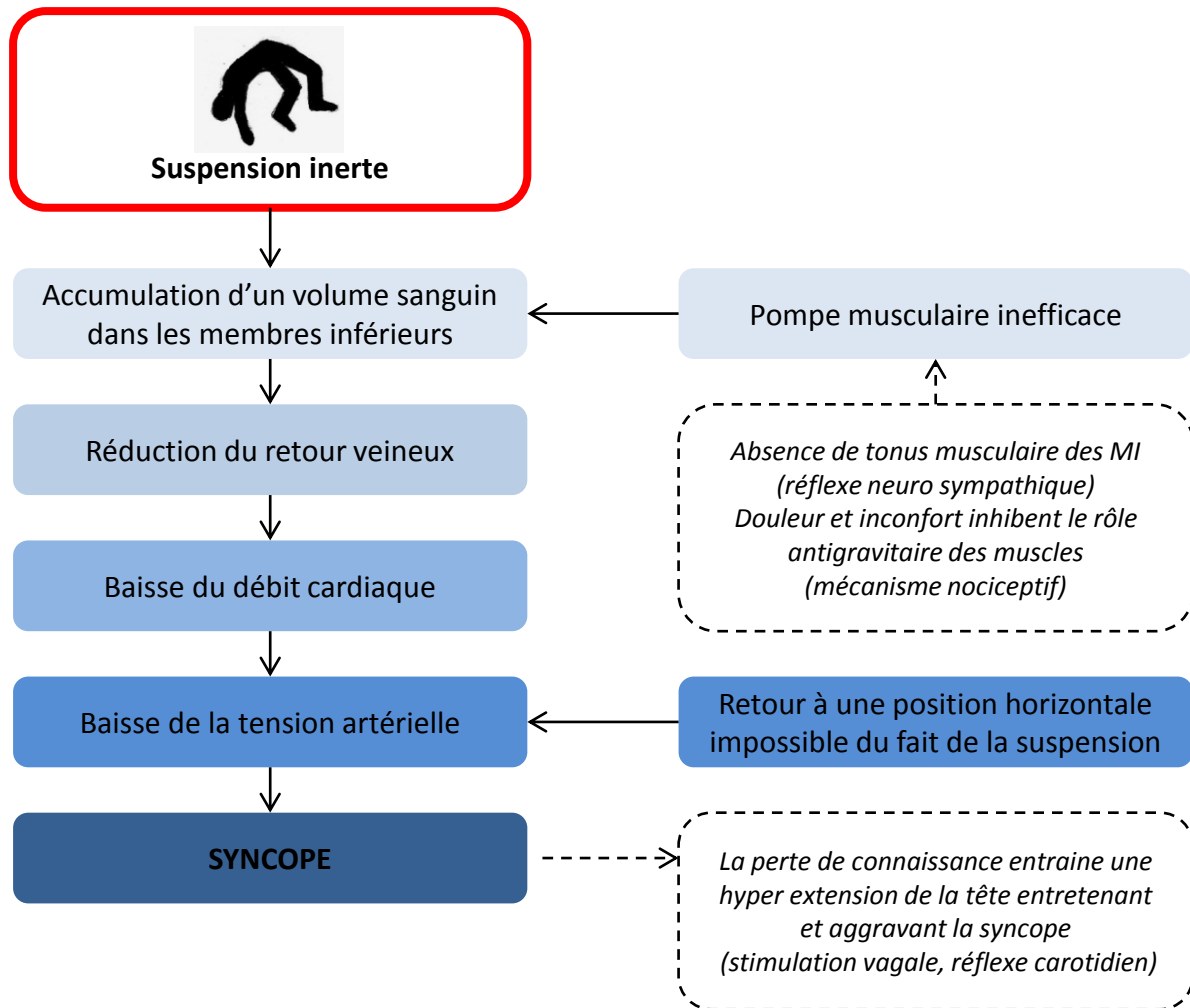 Suspension inerte
Accumulation d’un volume sanguin
dans les membres inférieurs
Pompe musculaire inefficace
Réduction du retour veineux
Absence de tonus musculaire des MI
(réflexe neuro sympathique)
Douleur et inconfort inhibent le rôle
antigravitaire des muscles
(mécanisme nociceptif)
Baisse du débit cardiaque
Baisse de la tension artérielle
Retour à une position horizontale
impossible du fait de la suspension
SYNCOPE
La perte de connaissance entraine une
hyper extension de la tête entretenant
et aggravant la syncope
(stimulation vagale, réflexe carotidien)